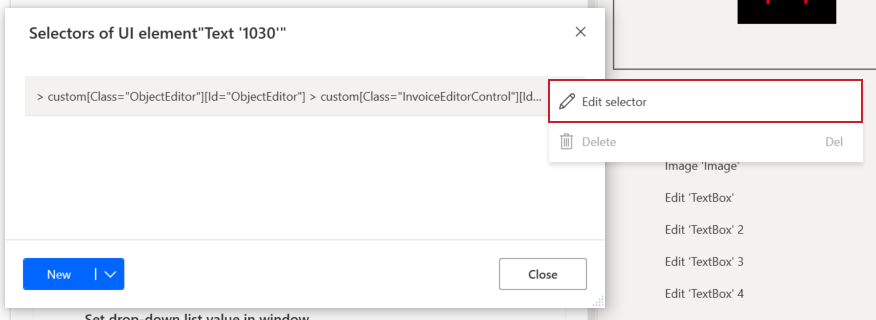 Selectors of UI element"Text '1030'"
> custom[Class="ObjectEditor"][Id="ObjectEditor"] > custom[Class="InvoiceEditorControl"][Id...
Edit selector
Delete Del
Image 'Image'
Edit 'TextBox'
Edit 'TextBox' 2
Edit 'TextBox' 3
Edit 'TextBox' 4
New
Close
Set drop-down list value in window